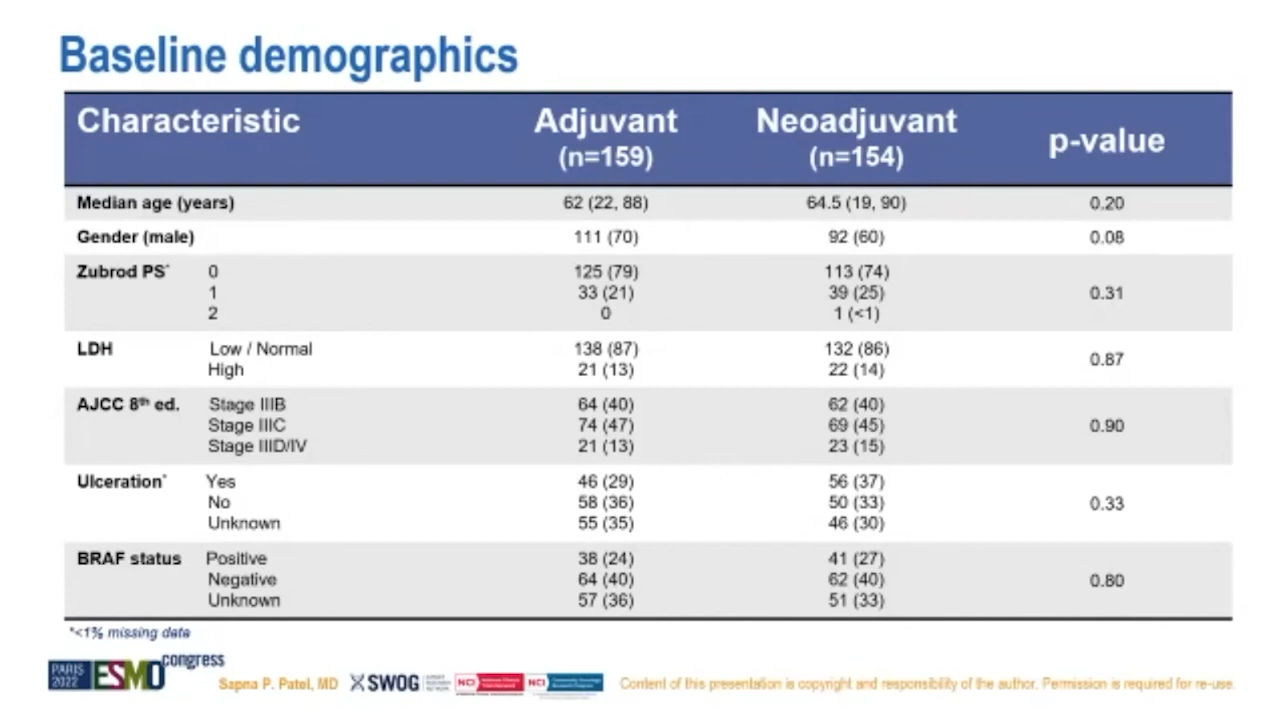 Baseline demographics
Characteristic Adjuvant (n=159) Neoadjuvant (n=154) p-value
Median age (years) 62 (22, 88) 64.5 (19, 90) 0.20
Gender (male) 111 (70) 92 (60) 0.08
Zubrod PS* 0 125 (79) 113 (74)
1 33 (21) 39 (25) 0.31
2 0 1 (<1)
LDH Low / Normal 138 (87) 132 (86) 0.87
High 21 (13) 22 (14)
AJCC 8th ed. Stage IIIB 64 (40) 62 (40)
Stage IIIC 74 (47) 69 (45) 0.90
Stage IIID/IV 21 (13) 23 (15)
Ulceration* Yes 46 (29) 56 (37)
No 58 (36) 50 (33) 0.33
Unknown 55 (35) 46 (30)
BRAF status Positive 38 (24) 41 (27)
Negative 64 (40) 62 (40) 0.80
Unknown 57 (36) 51 (33)
*<1% missing data
PARIS 2022 ESMO congress
Sapna P. Patel, MD SWOG NCI NCI Content of this presentation is copyright and responsibility of the author. Permission is required for re-use.